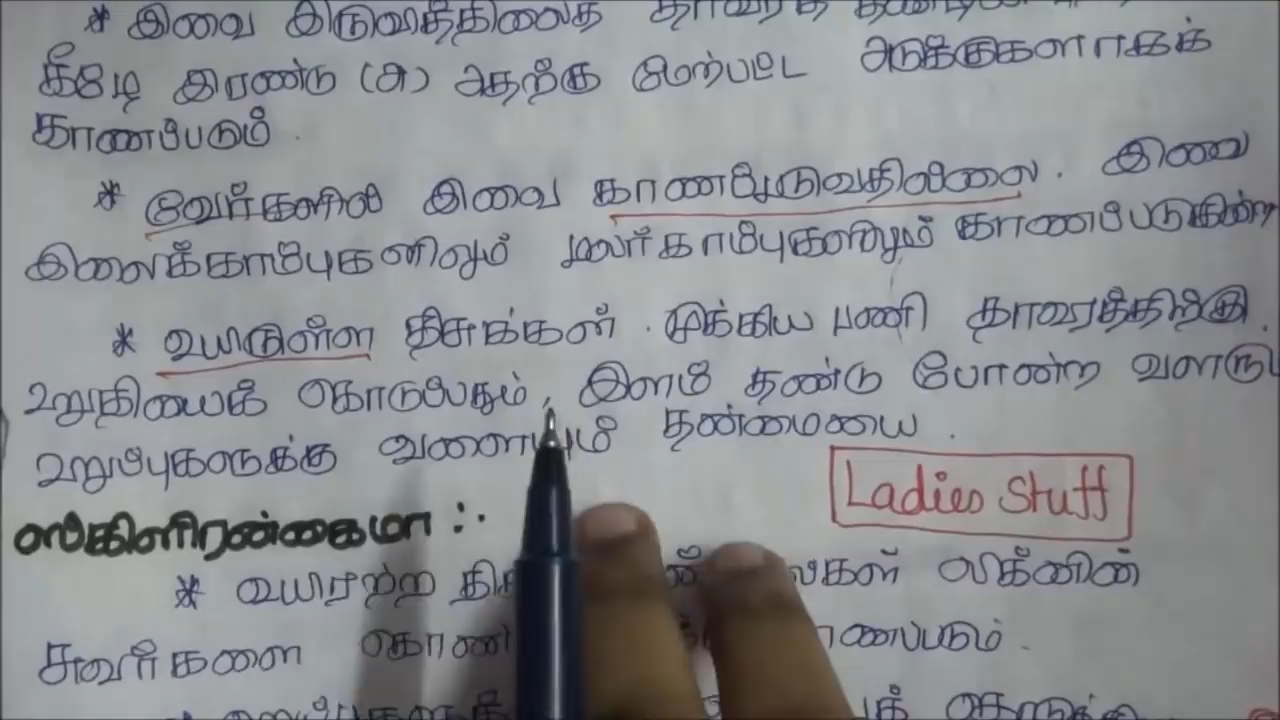 * இவை இருவித்திலைத் தாவரத்
கீழே இரண்டு (அ) அதற்கு மேற்பட்ட அடுக்குகளாகக்
காணப்படும்.
* வேர்களில் இவை காணப்படுவதில்லை. இவை
இலைக்காம்புகளிலும் மலர்காம்புகளிலும் காணப்படுகின்ற
* உயிருள்ள திசுக்கள். முக்கிய பணி தாவரத்திற்கு
உறுதியைக் கொடுப்பதும், இளம் தண்டு போன்ற வளரும்
உறுப்புகளுக்கு வளையும் தன்மையை.
Ladies Stuff
ஸ்கிளிரன்கைமா :-
* உயிரற்ற லிக்னின்
சுவர்களை